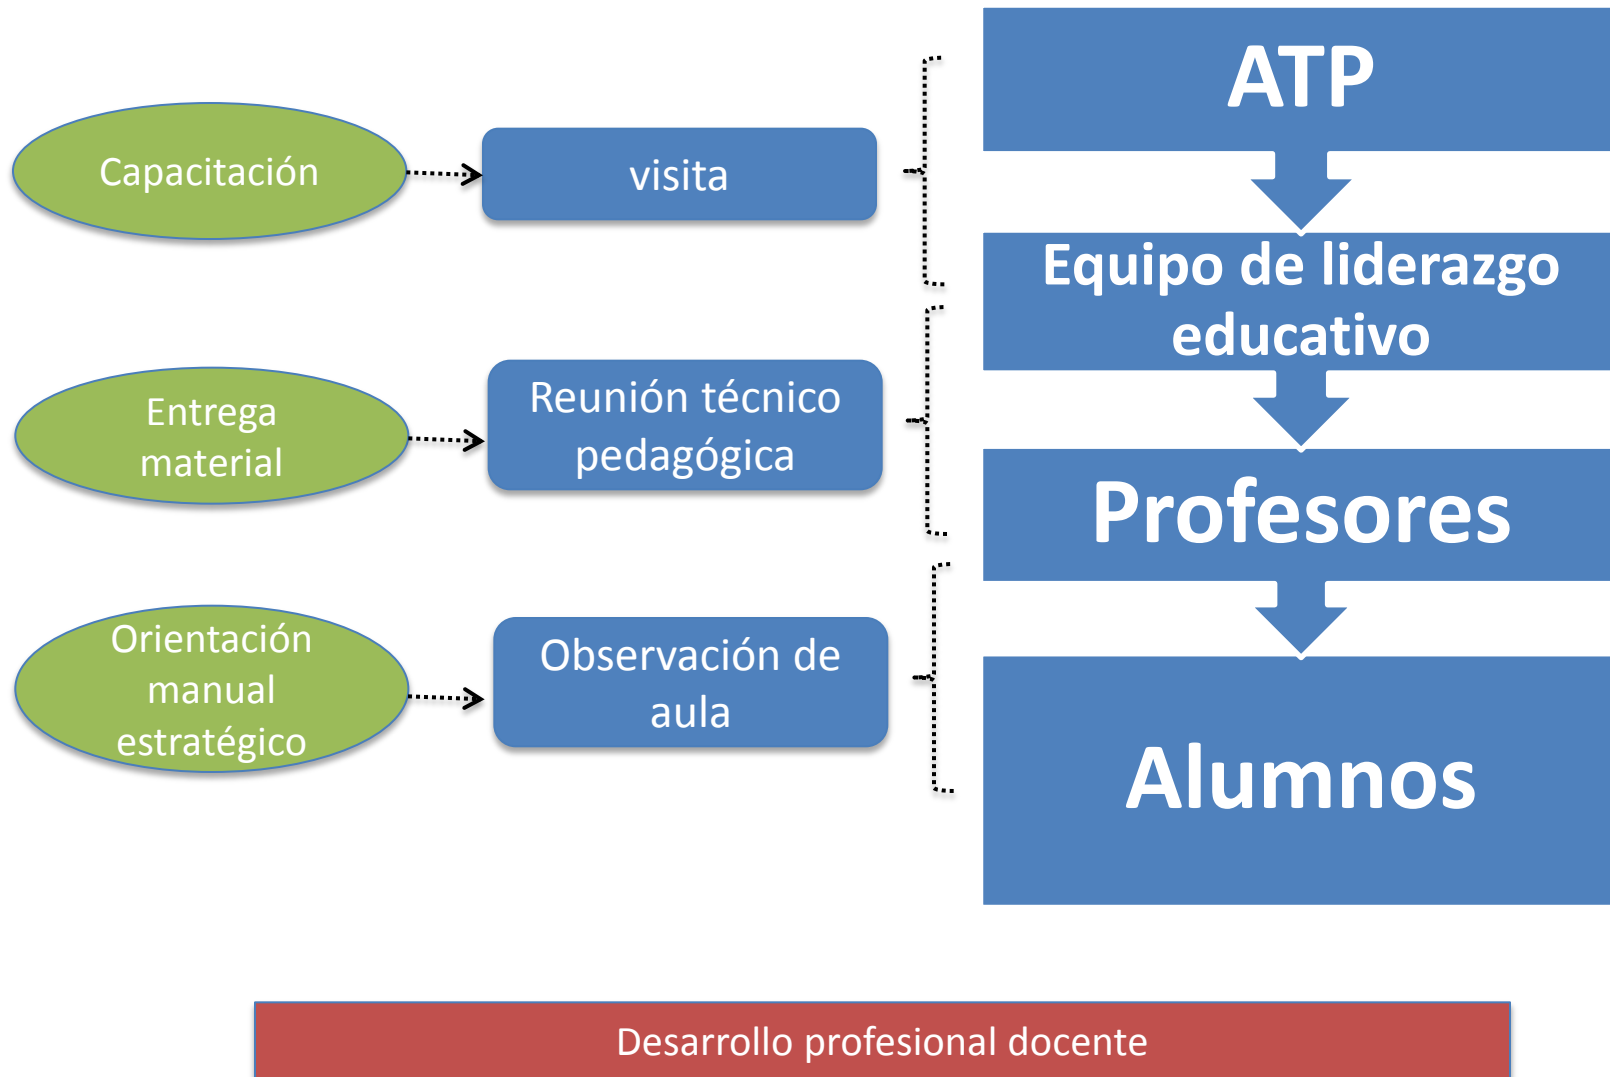 Capacitación
visita
ATP
Entrega
material
Reunión técnico
pedagógica
Equipo de liderazgo
educativo
Orientación
manual
estratégico
Observación de
aula
Profesores
Alumnos
Desarrollo profesional docente